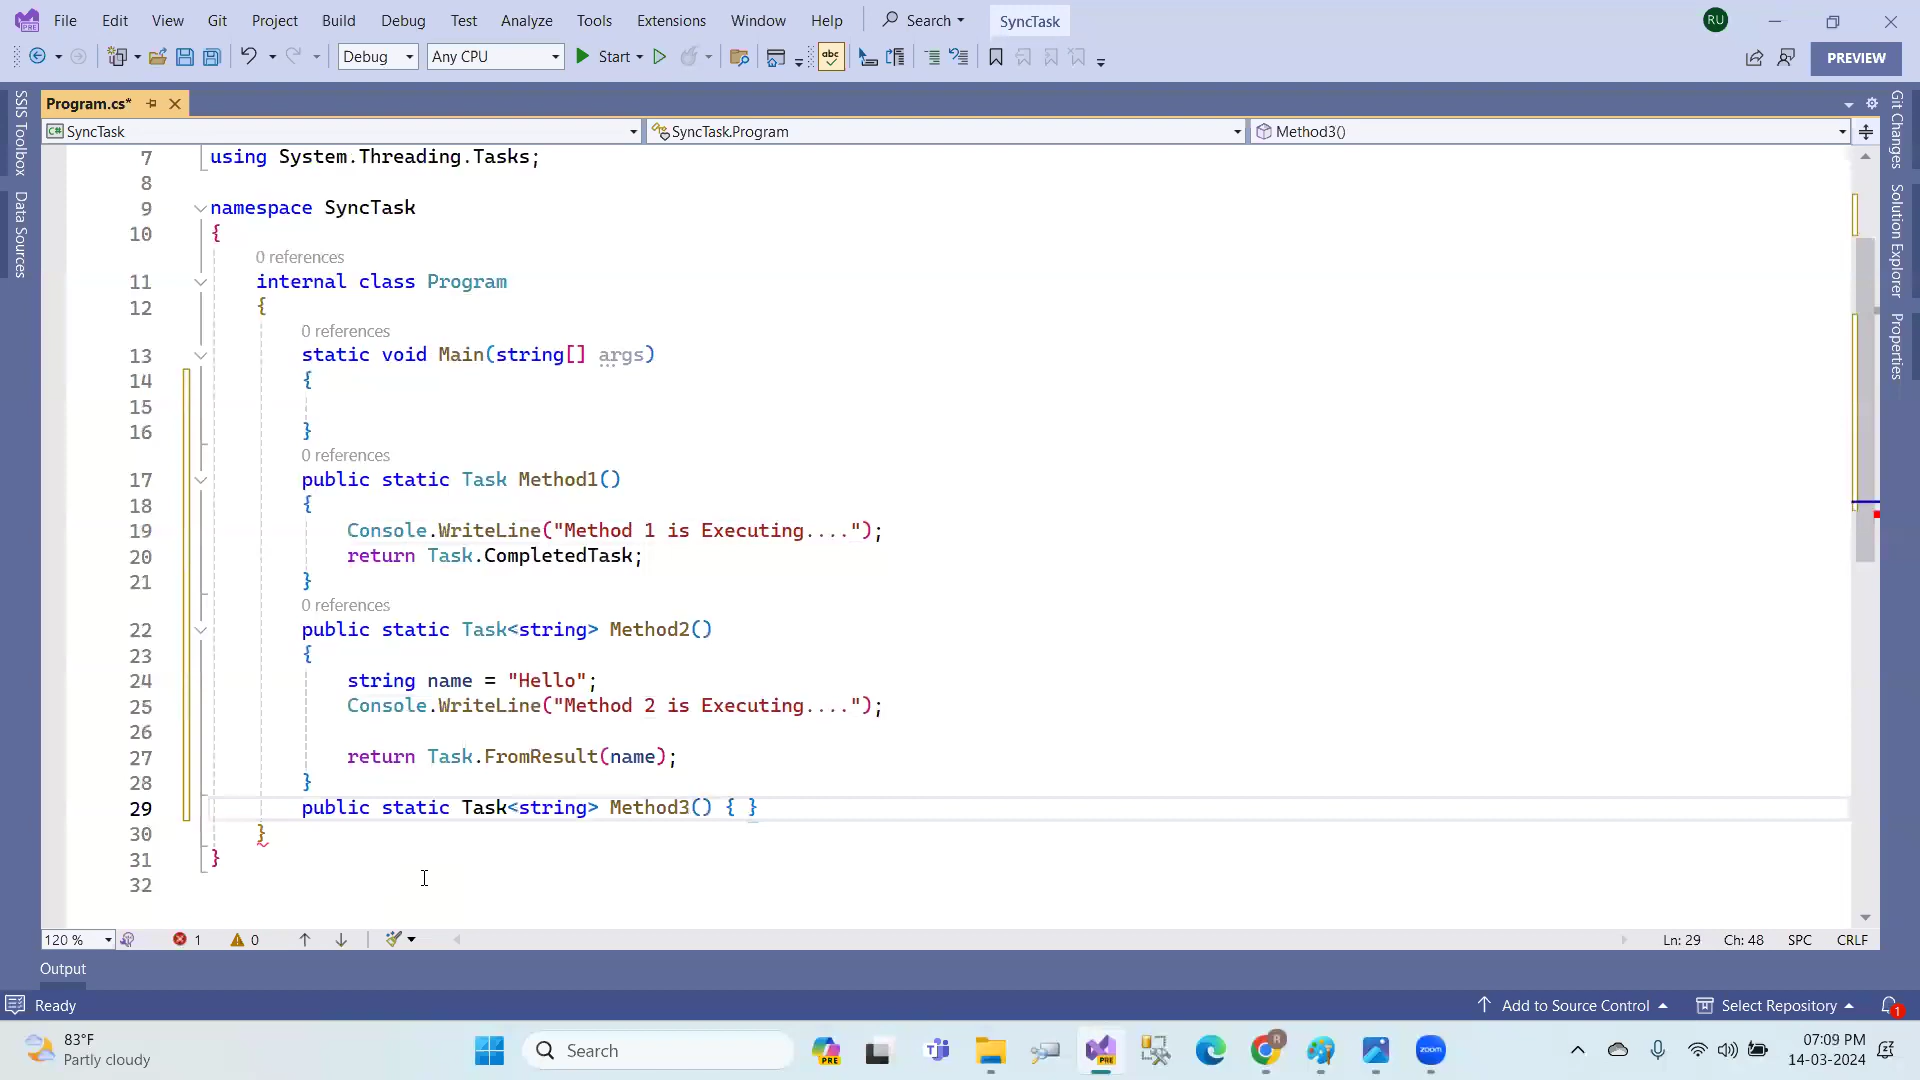 File Edit View Git Project Build Debug Test Analyze Tools Extensions Window Help Search SyncTask RU
Debug Any CPU Start abc PREVIEW
Program.cs*
SyncTask SyncTask.Program Method3()
SSIS Toolbox
Data Sources
Git Changes
Solution Explorer
Properties
7 using System.Threading.Tasks;
8
9 namespace SyncTask
10 {
0 references
11 internal class Program
12 {
0 references
13 static void Main(string[] args)
14 {
15
16 }
0 references
17 public static Task Method1()
18 {
19 Console.WriteLine("Method 1 is Executing....");
20 return Task.CompletedTask;
21 }
0 references
22 public static Task<string> Method2()
23 {
24 string name = "Hello";
25 Console.WriteLine("Method 2 is Executing....");
26
27 return Task.FromResult(name);
28 }
29 public static Task<string> Method3() { }
30 }
31 }
32
120 % 1 0 Ln: 29 Ch: 48 SPC CRLF
Output
Ready Add to Source Control Select Repository 1
83°F
Partly cloudy
Search
PRE
PRE
zoom
07:09 PM
14-03-2024